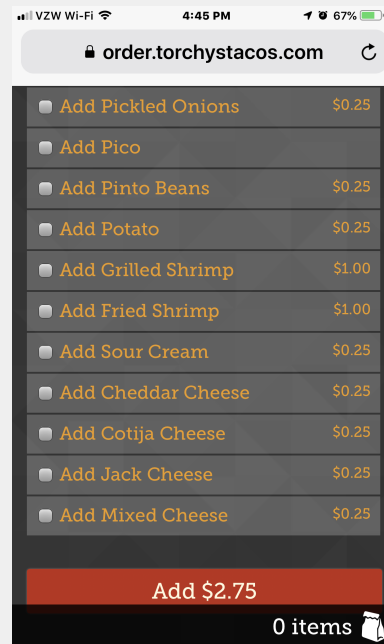 VZW Wi-Fi 4:45 PM 67%
order.torchystacos.com
Add Pickled Onions $0.25
Add Pico
Add Pinto Beans $0.25
Add Potato $0.25
Add Grilled Shrimp $1.00
Add Fried Shrimp $1.00
Add Sour Cream $0.25
Add Cheddar Cheese $0.25
Add Cotija Cheese $0.25
Add Jack Cheese $0.25
Add Mixed Cheese $0.25
Add $2.75
0 items